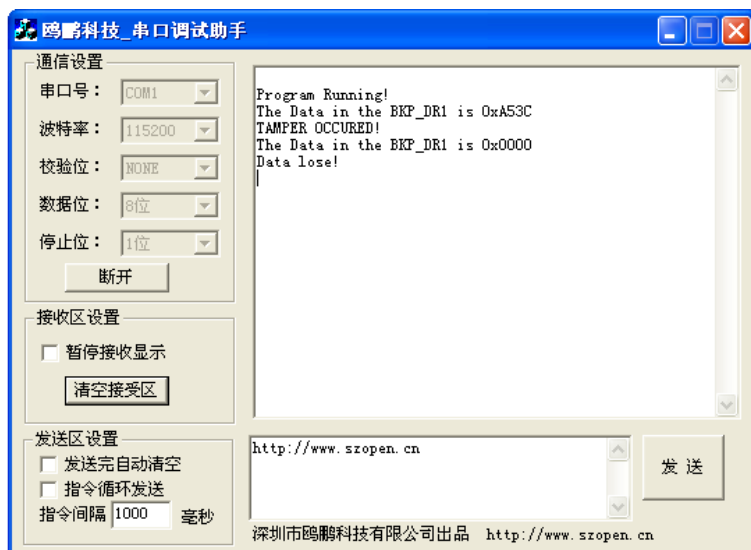 鸥鹏科技_串口调试助手
通信设置
串口号： COM1
波特率： 115200
校验位： NONE
数据位： 8位
停止位： 1位
断开
接收区设置
暂停接收显示
清空接受区
发送区设置
发送完自动清空
指令循环发送
指令间隔 1000 毫秒
Program Running!
The Data in the BKP_DR1 is 0xA53C
TAMPER OCCURED!
The Data in the BKP_DR1 is 0x0000
Data lose!
http://www.szopen.cn
发 送
深圳市鸥鹏科技有限公司出品 http://www.szopen.cn